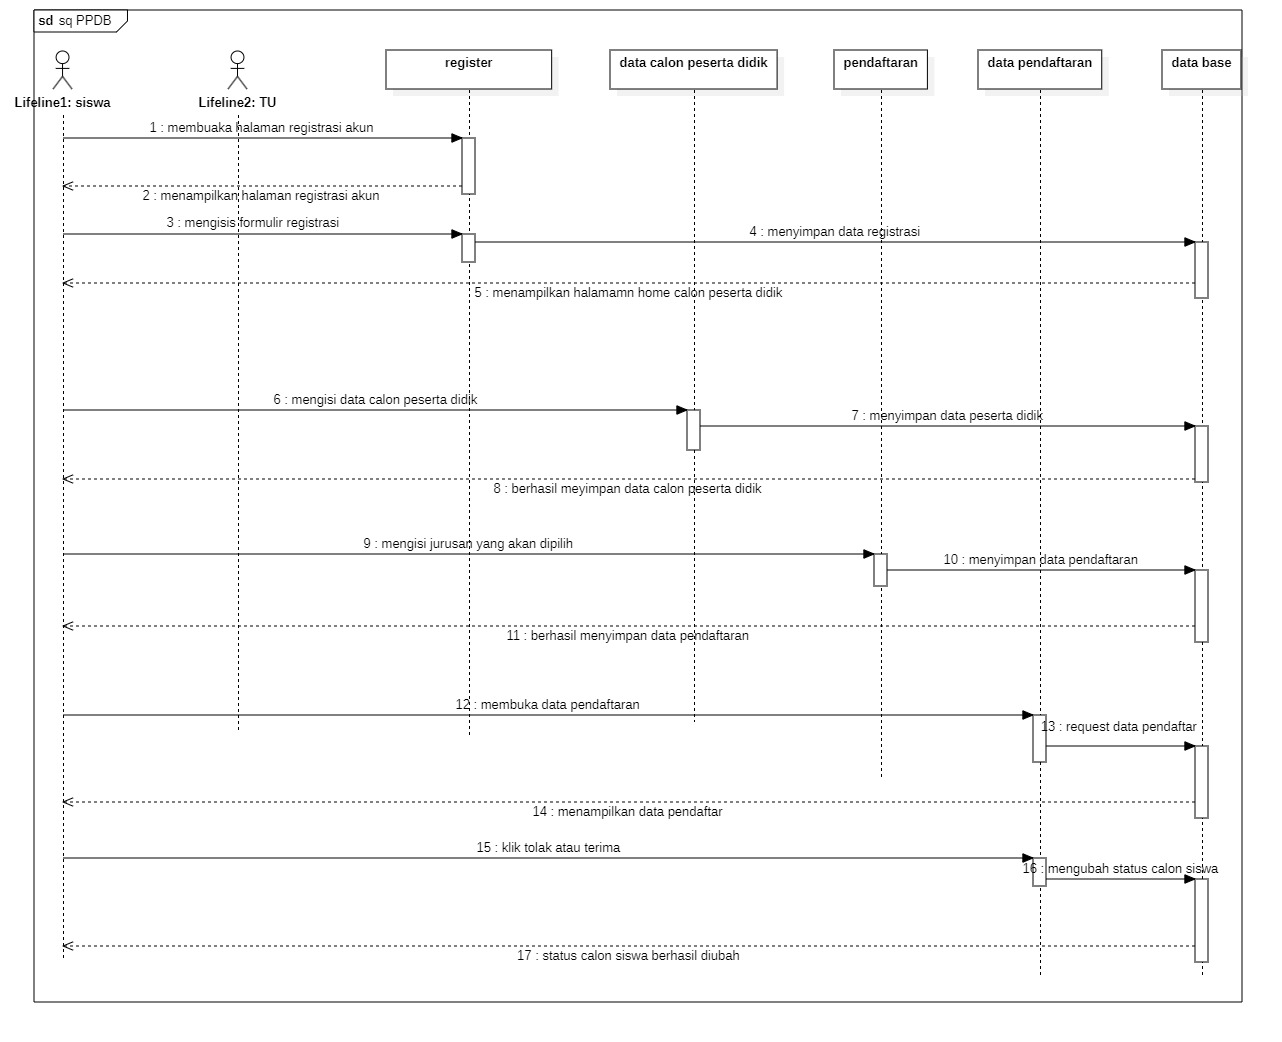 sd sq PPDB
register
data calon peserta didik
pendaftaran
data pendaftaran
data base
Lifeline1: siswa
Lifeline2: TU
1 : membuaka halaman registrasi akun
2 : menampilkan halaman registrasi akun
3 : mengisis formulir registrasi
4 : menyimpan data registrasi
5 : menampilkan halamamn home calon peserta didik
6 : mengisi data calon peserta didik
7 : menyimpan data peserta didik
8 : berhasil meyimpan data calon peserta didik
9 : mengisi jurusan yang akan dipilih
10 : menyimpan data pendaftaran
11 : berhasil menyimpan data pendaftaran
12 : membuka data pendaftaran
13 : request data pendaftar
14 : menampilkan data pendaftar
15 : klik tolak atau terima
16 : mengubah status calon siswa
17 : status calon siswa berhasil diubah